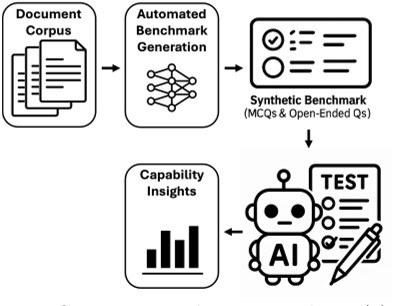 Document
Corpus
Automated
Benchmark
Generation
Synthetic Benchmark
(MCQs & Open-Ended Qs)
Capability
Insights
TEST
AI